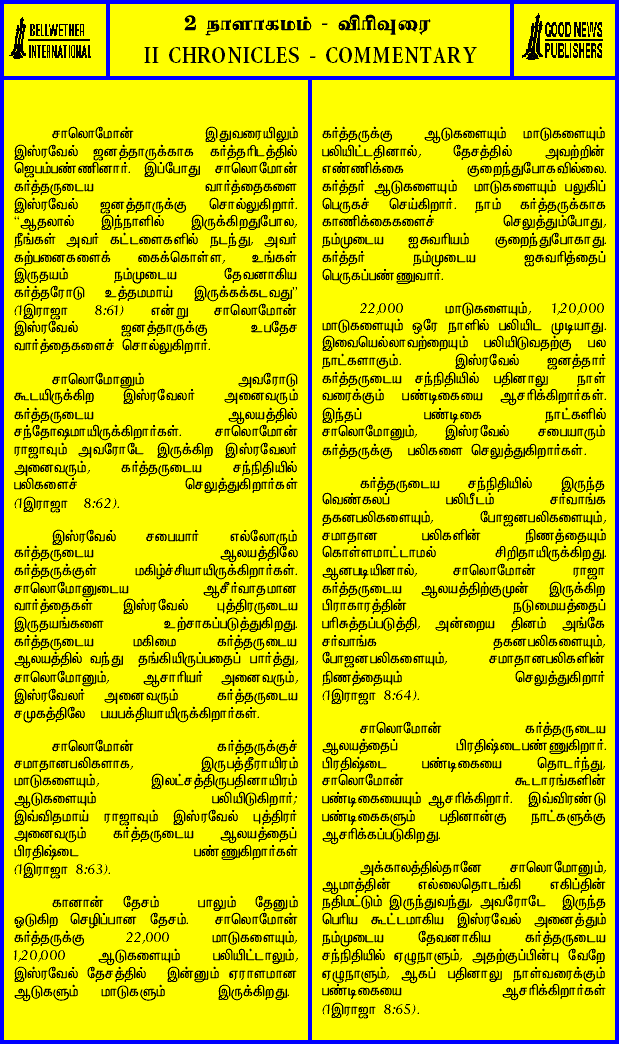 BELLWETHER
INTERNATIONAL
2 நாளாகமம் - விரிவுரை
II CHRONICLES - COMMENTARY
GOOD NEWS
PUBLISHERS
சாலொமோன் இதுவரையிலும்
இஸ்ரவேல் ஜனத்தாருக்காக கர்த்தரிடத்தில்
ஜெபம்பண்ணினார். இப்போது சாலொமோன்
கர்த்தருடைய வார்த்தைகளை
இஸ்ரவேல் ஜனத்தாருக்கு சொல்லுகிறார்.
“ஆதலால் இந்நாளில் இருக்கிறதுபோல,
நீங்கள் அவர் கட்டளைகளில் நடந்து, அவர்
கற்பனைகளைக் கைக்கொள்ள, உங்கள்
இருதயம் நம்முடைய தேவனாகிய
கர்த்தரோடு உத்தமமாய் இருக்கக்கடவது”
(1இராஜா 8:61) என்று சாலொமோன்
இஸ்ரவேல் ஜனத்தாருக்கு உபதேச
வார்த்தைகளைச் சொல்லுகிறார்.
சாலொமோனும் அவரோடு
கூடயிருக்கிற இஸ்ரவேலர் அனைவரும்
கர்த்தருடைய ஆலயத்தில்
சந்தோஷமாயிருக்கிறார்கள். சாலொமோன்
ராஜாவும் அவரோடே இருக்கிற இஸ்ரவேலர்
அனைவரும், கர்த்தருடைய சந்நிதியில்
பலிகளைச் செலுத்துகிறார்கள்
(1இராஜா 8:62).
இஸ்ரவேல் சபையார் எல்லோரும்
கர்த்தருடைய ஆலயத்திலே
கர்த்தருக்குள் மகிழ்ச்சியாயிருக்கிறார்கள்.
சாலொமோனுடைய ஆசீர்வாதமான
வார்த்தைகள் இஸ்ரவேல் புத்திரருடைய
இருதயங்களை உற்சாகப்படுத்துகிறது.
கர்த்தருடைய மகிமை கர்த்தருடைய
ஆலயத்தில் வந்து தங்கியிருப்பதைப் பார்த்து,
சாலொமோனும், ஆசாரியர் அனைவரும்,
இஸ்ரவேலர் அனைவரும் கர்த்தருடைய
சமுகத்திலே பயபக்தியாயிருக்கிறார்கள்.
சாலொமோன் கர்த்தருக்குச்
சமாதானபலிகளாக, இருபத்தீராயிரம்
மாடுகளையும், இலட்சத்திருபதினாயிரம்
ஆடுகளையும் பலியிடுகிறார்;
இவ்விதமாய் ராஜாவும் இஸ்ரவேல் புத்திரர்
அனைவரும் கர்த்தருடைய ஆலயத்தைப்
பிரதிஷ்டை பண்ணுகிறார்கள்
(1இராஜா 8:63).
கானான் தேசம் பாலும் தேனும்
ஓடுகிற செழிப்பான தேசம். சாலொமோன்
கர்த்தருக்கு 22,000 மாடுகளையும்,
1,20,000 ஆடுகளையும் பலியிட்டாலும்,
இஸ்ரவேல் தேசத்தில் இன்னும் ஏராளமான
ஆடுகளும் மாடுகளும் இருக்கிறது.
கர்த்தருக்கு ஆடுகளையும் மாடுகளையும்
பலியிட்டதினால், தேசத்தில் அவற்றின்
எண்ணிக்கை குறைந்துபோகவில்லை.
கர்த்தர் ஆடுகளையும் மாடுகளையும் பலுகிப்
பெருகச் செய்கிறார். நாம் கர்த்தருக்காக
காணிக்கைகளைச் செலுத்தும்போது,
நம்முடைய ஐசுவரியம் குறைந்துபோகாது.
கர்த்தர் நம்முடைய ஐசுவரித்தைப்
பெருகப்பண்ணுவார்.
22,000 மாடுகளையும், 1,20,000
மாடுகளையும் ஒரே நாளில் பலியிட முடியாது.
இவையெல்லாவற்றையும் பலியிடுவதற்கு பல
நாட்களாகும். இஸ்ரவேல் ஜனத்தார்
கர்த்தருடைய சந்நிதியில் பதினாலு நாள்
வரைக்கும் பண்டிகையை ஆசரிக்கிறார்கள்.
இந்தப் பண்டிகை நாட்களில்
சாலொமோனும், இஸ்ரவேல் சபையாரும்
கர்த்தருக்கு பலிகளை செலுத்துகிறார்கள்.
கர்த்தருடைய சந்நிதியில் இருந்த
வெண்கலப் பலிபீடம் சர்வாங்க
தகனபலிகளையும், போஜனபலிகளையும்,
சமாதான பலிகளின் நிணத்தையும்
கொள்ளமாட்டாமல் சிறிதாயிருக்கிறது.
ஆனபடியினால், சாலொமோன் ராஜா
கர்த்தருடைய ஆலயத்திற்குமுன் இருக்கிற
பிராகாரத்தின் நடுமையத்தைப்
பரிசுத்தப்படுத்தி, அன்றைய தினம் அங்கே
சர்வாங்க தகனபலிகளையும்,
போஜனபலிகளையும், சமாதானபலிகளின்
நிணத்தையும் செலுத்துகிறார்
(1இராஜா 8:64).
சாலொமோன் கர்த்தருடைய
ஆலயத்தைப் பிரதிஷ்டைபண்ணுகிறார்.
பிரதிஷ்டை பண்டிகையை தொடர்ந்து,
சாலொமோன் கூடாரங்களின்
பண்டிகையையும் ஆசரிக்கிறார். இவ்விரண்டு
பண்டிகைகளும் பதினான்கு நாட்களுக்கு
ஆசரிக்கப்படுகிறது.
அக்காலத்தில்தானே சாலொமோனும்,
ஆமாத்தின் எல்லைதொடங்கி எகிப்தின்
நதிமட்டும் இருந்துவந்து, அவரோடே இருந்த
பெரிய கூட்டமாகிய இஸ்ரவேல் அனைத்தும்
நம்முடைய தேவனாகிய கர்த்தருடைய
சந்நிதியில் ஏழுநாளும், அதற்குப்பின்பு வேறே
ஏழுநாளும், ஆகப் பதினாலு நாள்வரைக்கும்
பண்டிகையை ஆசரிக்கிறார்கள்
(1இராஜா 8:65).